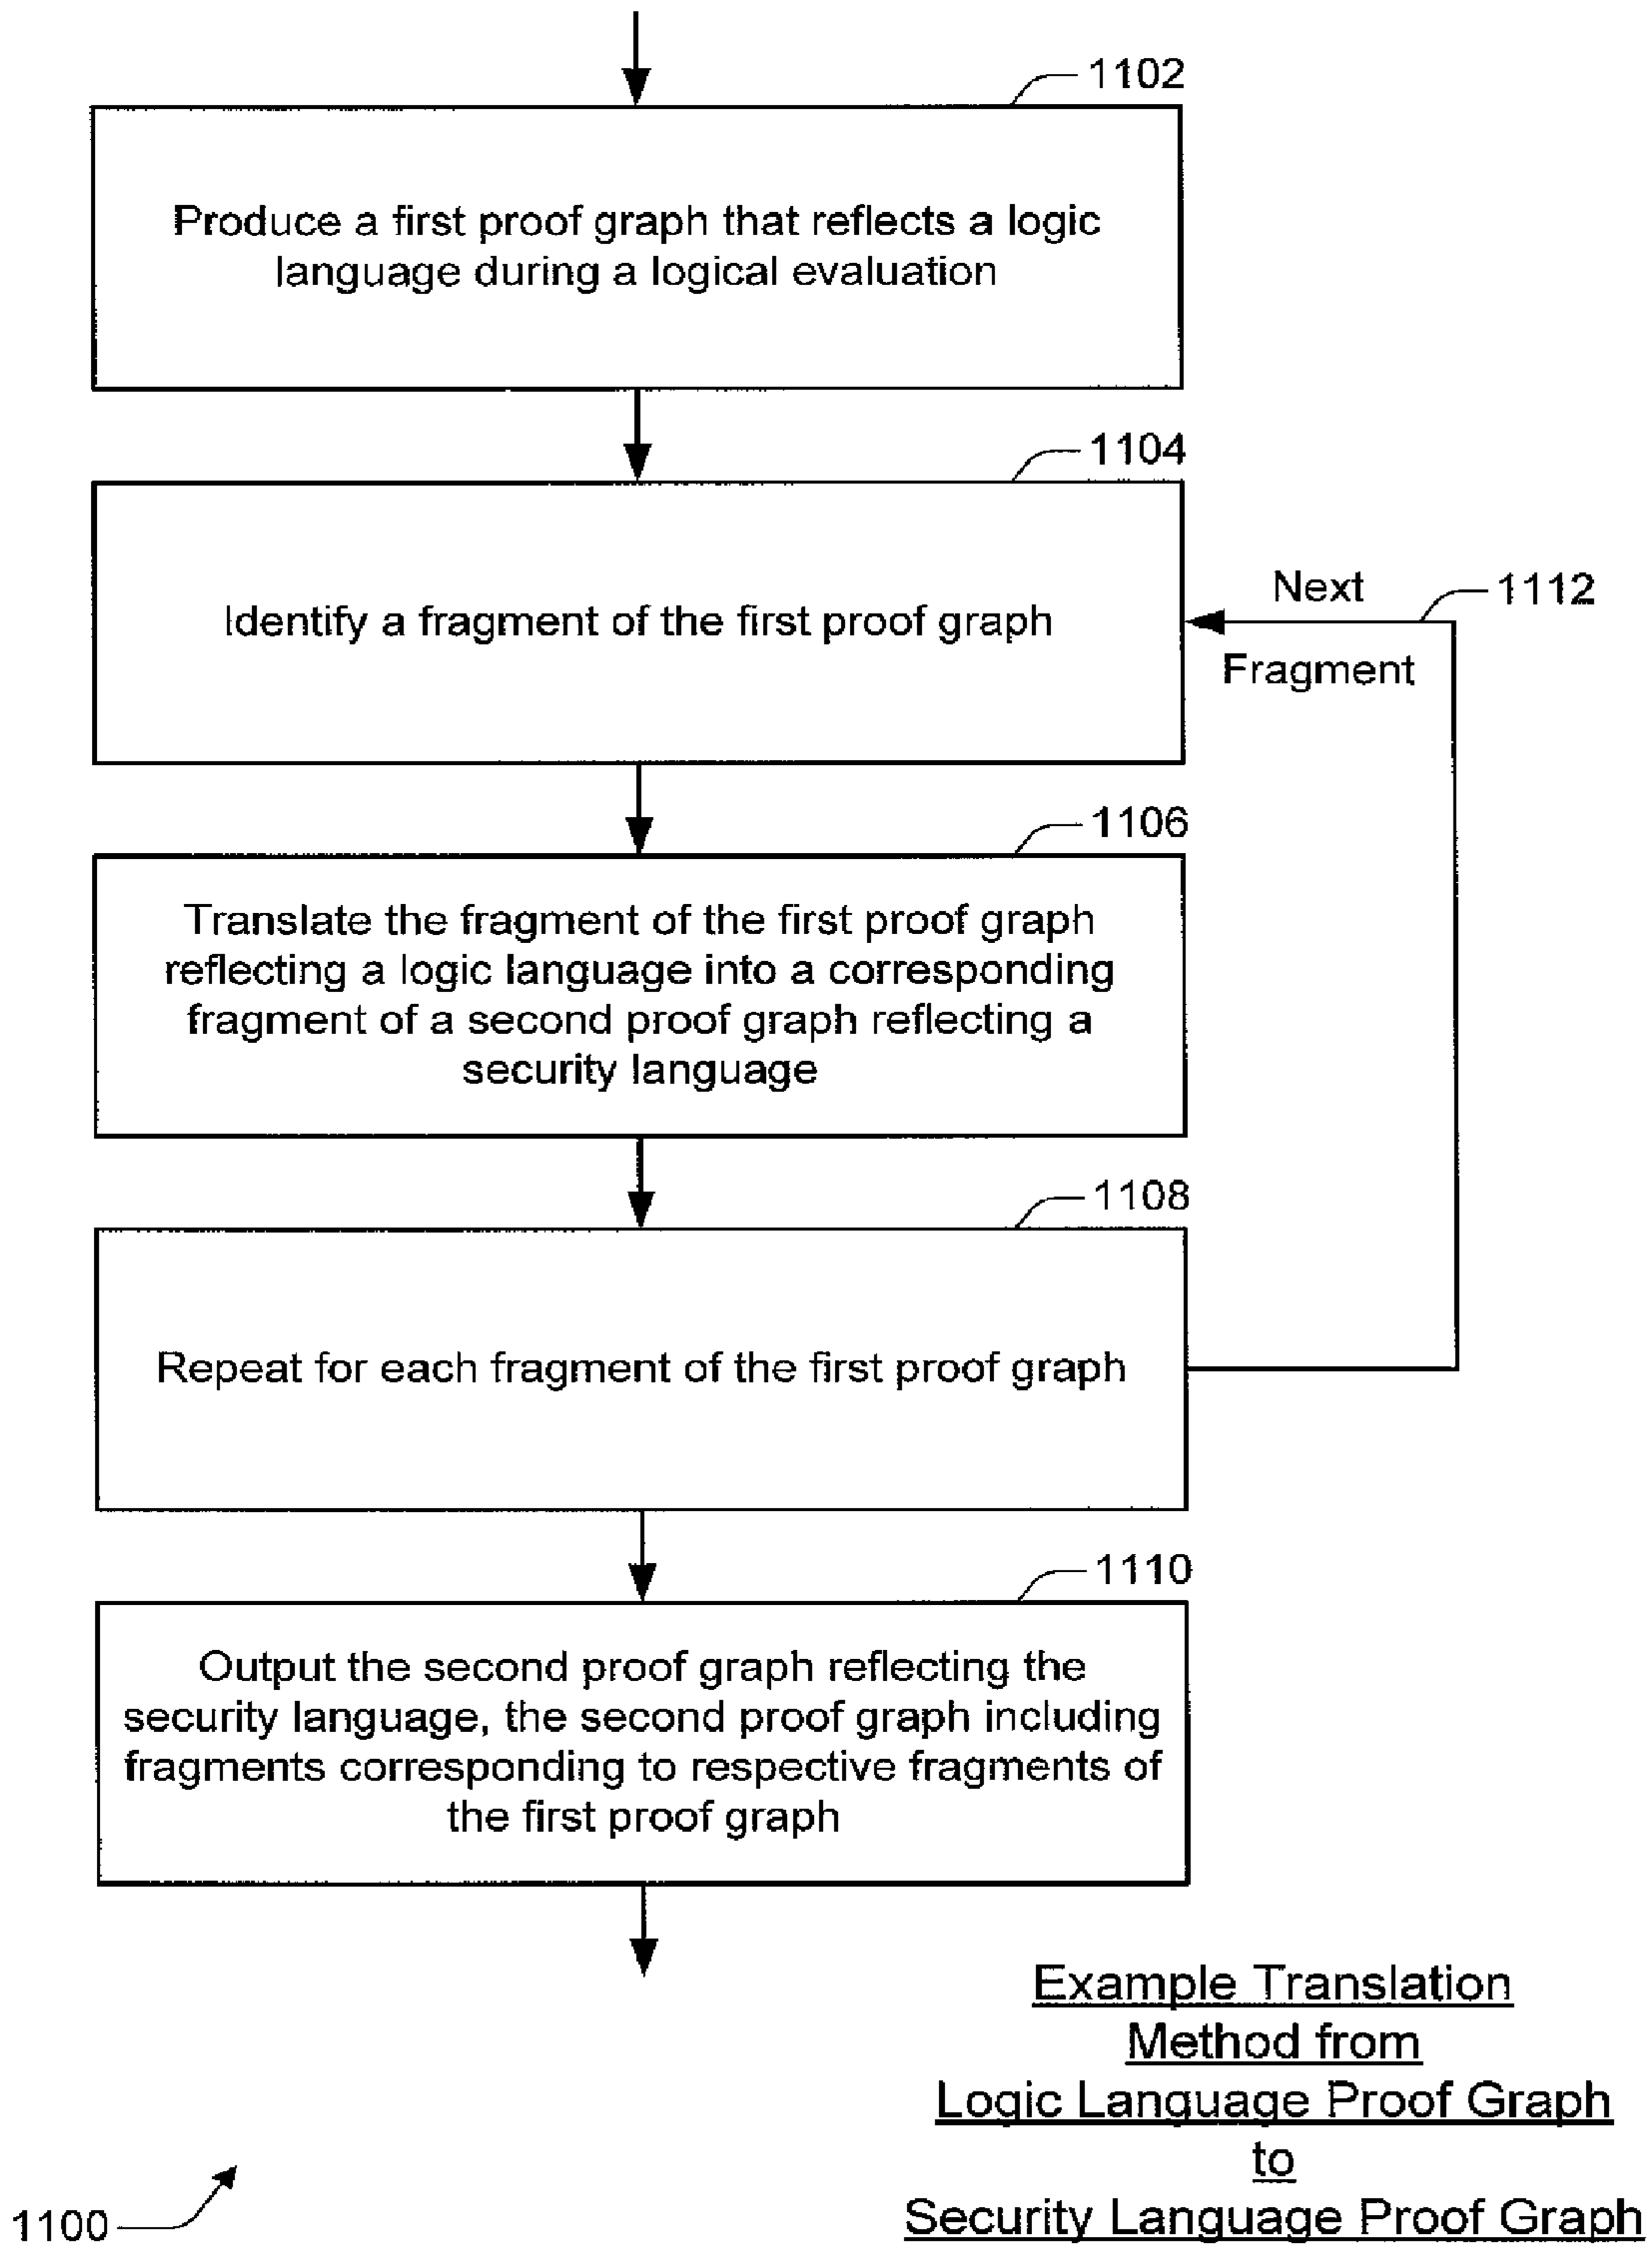 1102
Produce a first proof graph that reflects a logic
language during a logical evaluation
1104
Identify a fragment of the first proof graph
Next
1112
Fragment
1106
Translate the fragment of the first proof graph
reflecting a logic language into a corresponding
fragment of a second proof graph reflecting a
security language
1108
Repeat for each fragment of the first proof graph
1110
Output the second proof graph reflecting the
security language, the second proof graph including
fragments corresponding to respective fragments of
the first proof graph
Example Translation
Method from
Logic Language Proof Graph
to
Security Language Proof Graph
1100